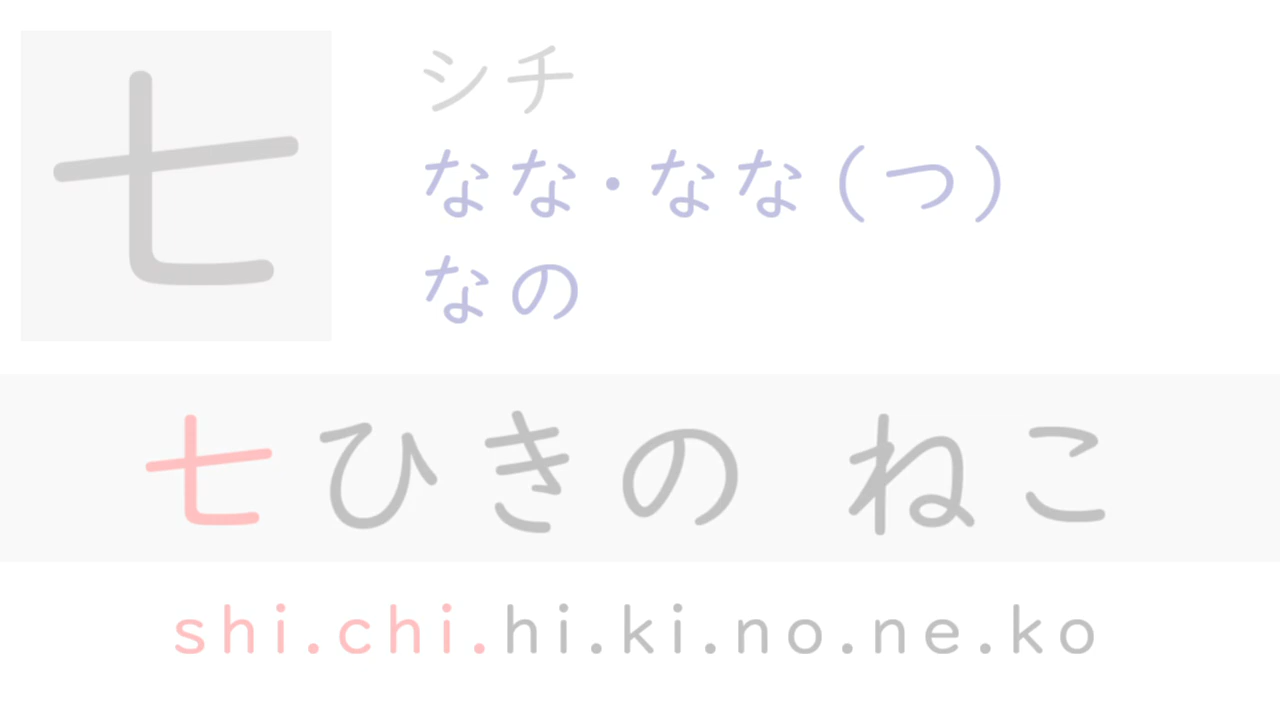 七
シチ
なな・なな(つ)
なの
七ひきの ねこ
shi.chi.hi.ki.no.ne.ko